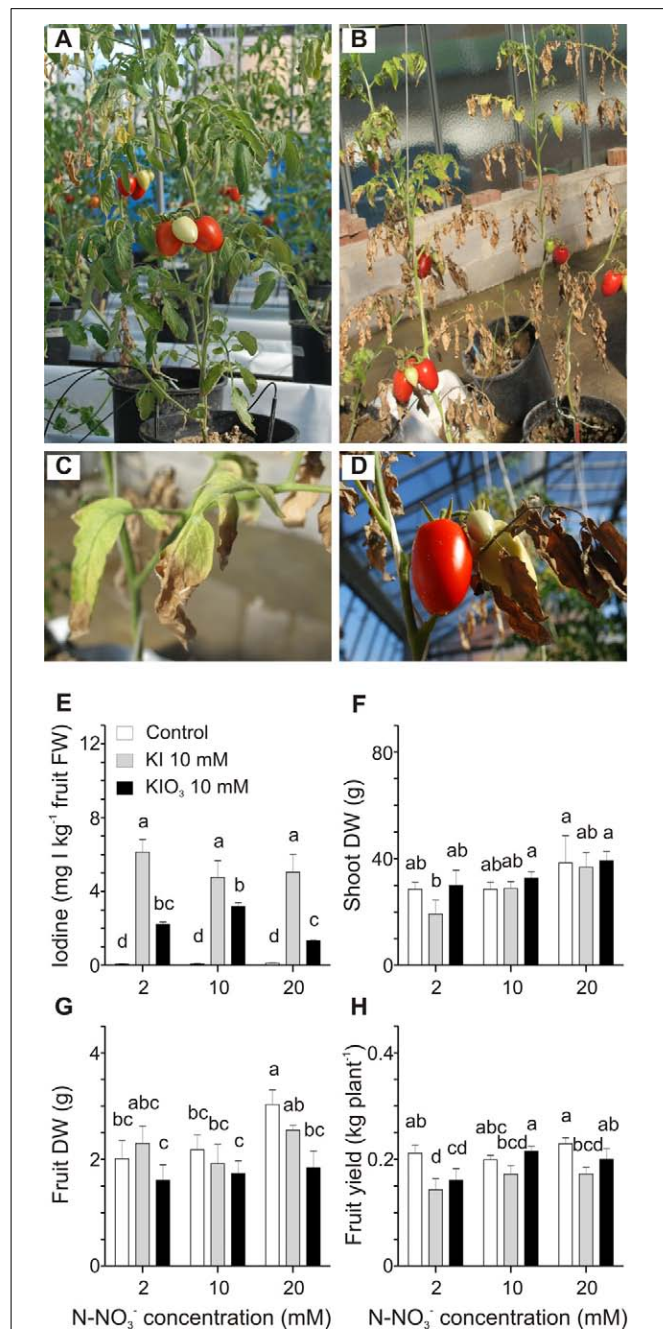 A
B
C
D
E
Control
KI 10 mM
KIO₃ 10 mM
Iodine (mg I kg⁻¹ fruit FW)
12
8
4
0
a
a
a
bc
b
c
d
d
d
2
10
20
F
Shoot DW (g)
80
40
0
ab
b
ab
ab
ab
a
a
ab
a
2
10
20
G
Fruit DW (g)
4
2
0
bc
abc
c
bc
bc
c
a
ab
bc
2
10
20
N-NO₃⁻ concentration (mM)
H
Fruit yield (kg plant⁻¹)
0.4
0.2
0
ab
d
cd
abc
bcd
a
a
bcd
ab
2
10
20
N-NO₃⁻ concentration (mM)